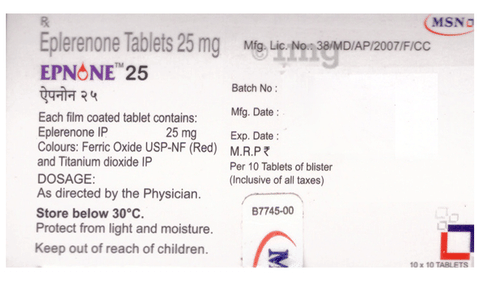 Rx
Eplerenone Tablets 25 mg
EPNONE™ 25
ऐपनोन २५
Each film coated tablet contains:
Eplerenone IP 25 mg
Colours: Ferric Oxide USP-NF (Red)
and Titanium dioxide IP
DOSAGE:
As directed by the Physician.
Store below 30°C.
Protect from light and moisture.
Keep out of reach of children.
MSN
Mfg. Lic. No.: 38/MD/AP/2007/F/CC
1mg
Batch No :
Mfg. Date :
Exp. Date :
M.R.P ₹
Per 10 Tablets of blister
(Inclusive of all taxes)
B7745-00
M
10 x 10 TABLETS